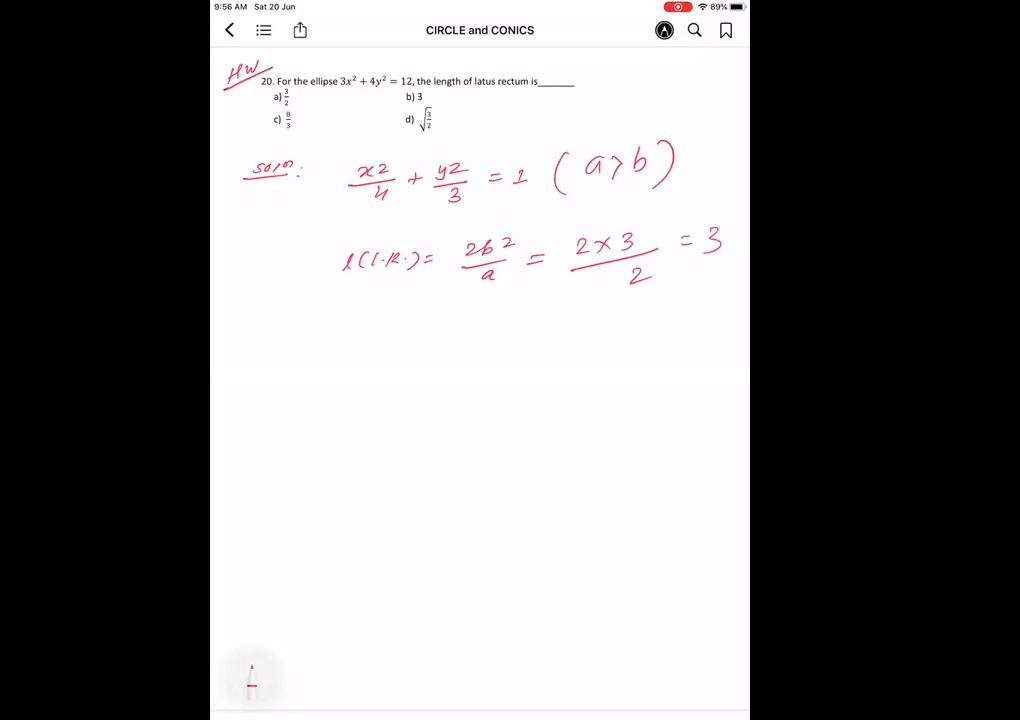 9:56 AM Sat 20 Jun 89%
CIRCLE and CONICS
HW
20. For the ellipse 3x² + 4y² = 12, the length of latus rectum is_______
a) 3/2 b) 3
c) 8/3 d) √(3/2)
Soln: x2/4 + y2/3 = 1 (a>b)
l(L.R.) = 2b²/a = 2×3/2 = 3